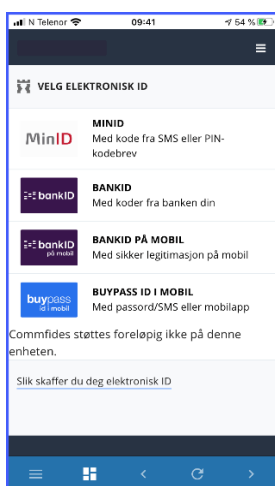 N Telenor 09:41 54 %
VELG ELEKTRONISK ID
MinID
MINID
Med kode fra SMS eller PIN-
kodebrev
bankID
BANKID
Med koder fra banken din
bankID
på mobil
BANKID PÅ MOBIL
Med sikker legitimasjon på mobil
buypass
id i mobil
BUYPASS ID I MOBIL
Med passord/SMS eller mobilapp
Commfides støttes foreløpig ikke på denne
enheten.
Slik skaffer du deg elektronisk ID